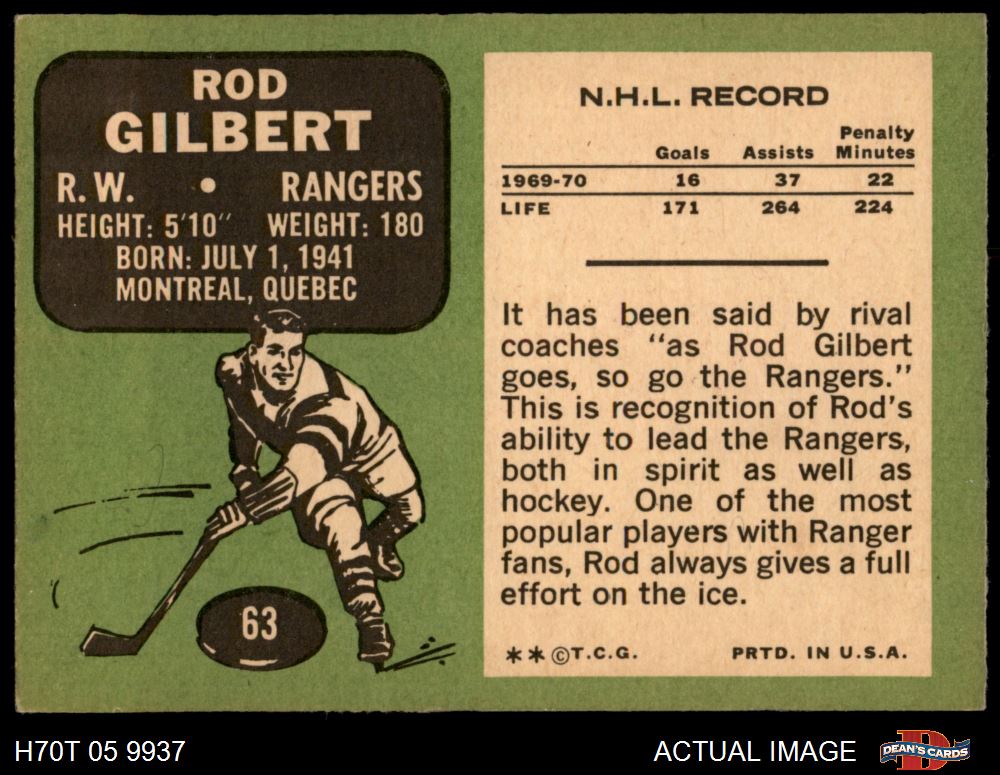 ROD
GILBERT
R. W. • RANGERS
HEIGHT: 5'10" WEIGHT: 180
BORN: JULY 1, 1941
MONTREAL, QUEBEC
63
N.H.L. RECORD
Goals Assists Penalty Minutes
1969-70 16 37 22
LIFE 171 264 224
It has been said by rival
coaches "as Rod Gilbert
goes, so go the Rangers."
This is recognition of Rod's
ability to lead the Rangers,
both in spirit as well as
hockey. One of the most
popular players with Ranger
fans, Rod always gives a full
effort on the ice.
**©T.C.G. PRTD. IN U.S.A.
H70T 05 9937 ACTUAL IMAGE DEAN'S CARDS